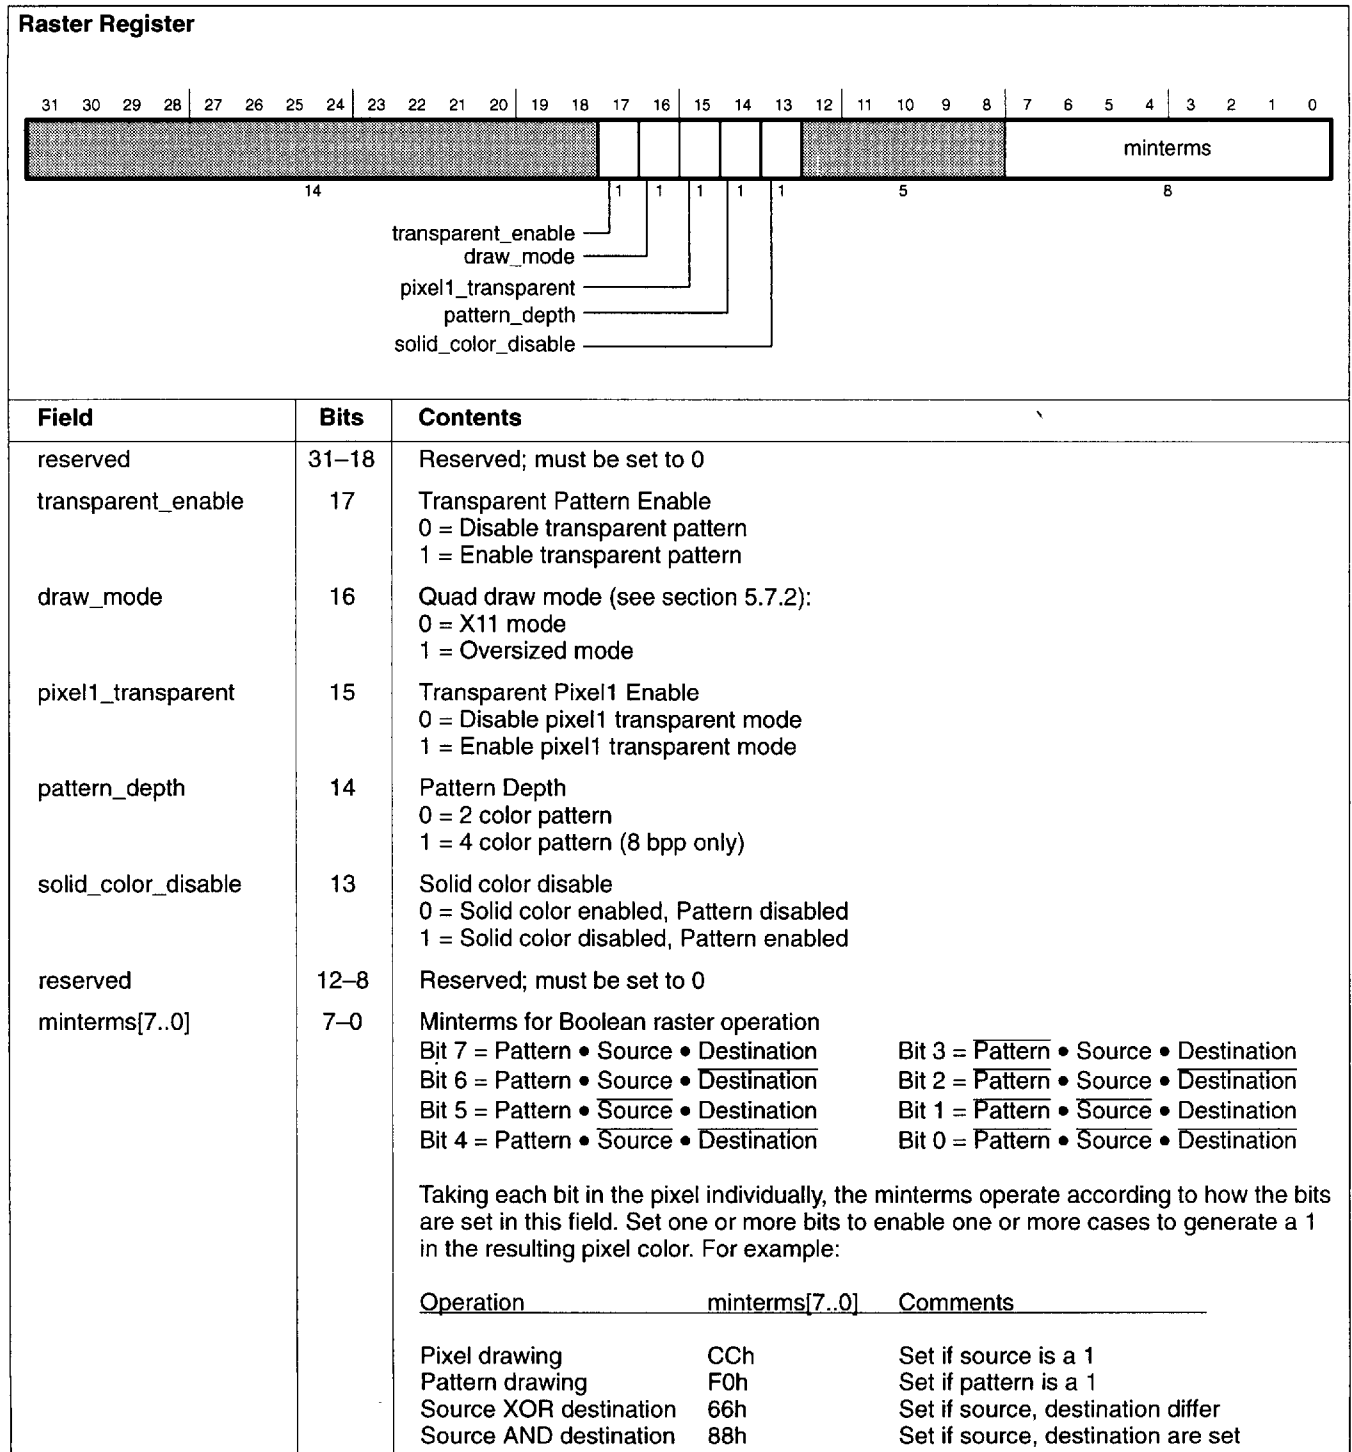 Raster Register
31 30 29 28 27 26 25 24 23 22 21 20 19 18 17 16 15 14 13 12 11 10 9 8 7 6 5 4 3 2 1 0
minterms
14 1 1 1 1 1 5 8
transparent_enable
draw_mode
pixel1_transparent
pattern_depth
solid_color_disable
Field Bits Contents
reserved 31–18 Reserved; must be set to 0
transparent_enable 17 Transparent Pattern Enable
0 = Disable transparent pattern
1 = Enable transparent pattern
draw_mode 16 Quad draw mode (see section 5.7.2):
0 = X11 mode
1 = Oversized mode
pixel1_transparent 15 Transparent Pixel1 Enable
0 = Disable pixel1 transparent mode
1 = Enable pixel1 transparent mode
pattern_depth 14 Pattern Depth
0 = 2 color pattern
1 = 4 color pattern (8 bpp only)
solid_color_disable 13 Solid color disable
0 = Solid color enabled, Pattern disabled
1 = Solid color disabled, Pattern enabled
reserved 12–8 Reserved; must be set to 0
minterms[7..0] 7–0 Minterms for Boolean raster operation
Bit 7 = Pattern • Source • Destination Bit 3 = P̅a̅t̅t̅e̅r̅n̅ • Source • Destination
Bit 6 = Pattern • Source • D̅e̅s̅t̅i̅n̅a̅t̅i̅o̅n̅ Bit 2 = P̅a̅t̅t̅e̅r̅n̅ • Source • D̅e̅s̅t̅i̅n̅a̅t̅i̅o̅n̅
Bit 5 = Pattern • S̅o̅u̅r̅c̅e̅ • Destination Bit 1 = P̅a̅t̅t̅e̅r̅n̅ • S̅o̅u̅r̅c̅e̅ • Destination
Bit 4 = Pattern • S̅o̅u̅r̅c̅e̅ • D̅e̅s̅t̅i̅n̅a̅t̅i̅o̅n̅ Bit 0 = P̅a̅t̅t̅e̅r̅n̅ • S̅o̅u̅r̅c̅e̅ • D̅e̅s̅t̅i̅n̅a̅t̅i̅o̅n̅
Taking each bit in the pixel individually, the minterms operate according to how the bits
are set in this field. Set one or more bits to enable one or more cases to generate a 1
in the resulting pixel color. For example:
Operation minterms[7..0] Comments
Pixel drawing CCh Set if source is a 1
Pattern drawing F0h Set if pattern is a 1
Source XOR destination 66h Set if source, destination differ
Source AND destination 88h Set if source, destination are set